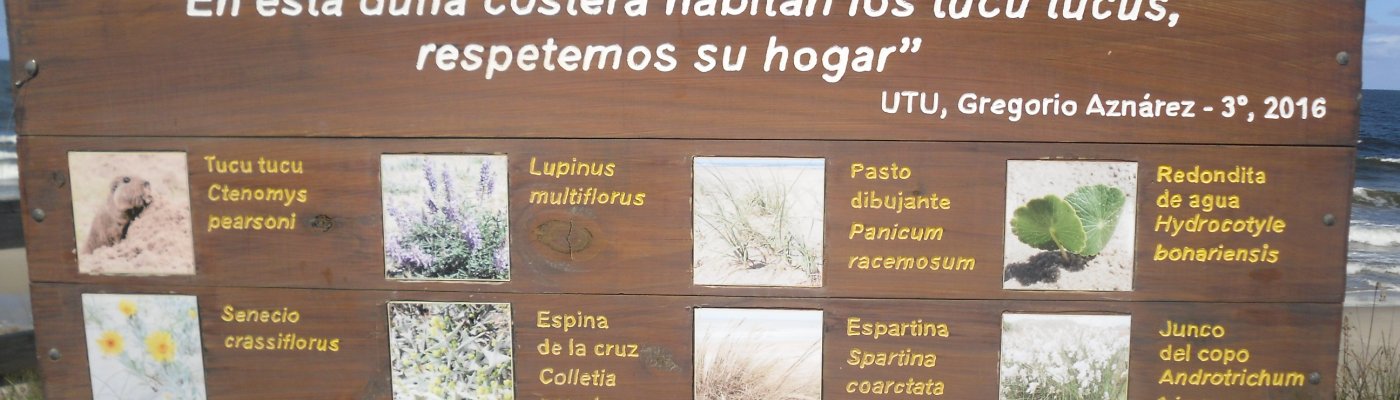 En esta duna costera habitan los tucu tucus,
respetemos su hogar”
UTU, Gregorio Aznárez - 3°, 2016
Tucu tucu
Ctenomys
pearsoni
Lupinus
multiflorus
Pasto
dibujante
Panicum
racemosum
Redondita
de agua
Hydrocotyle
bonariensis
Senecio
crassiflorus
Espina
de la cruz
Colletia
Espartina
Spartina
coarctata
Junco
del copo
Androtrichum